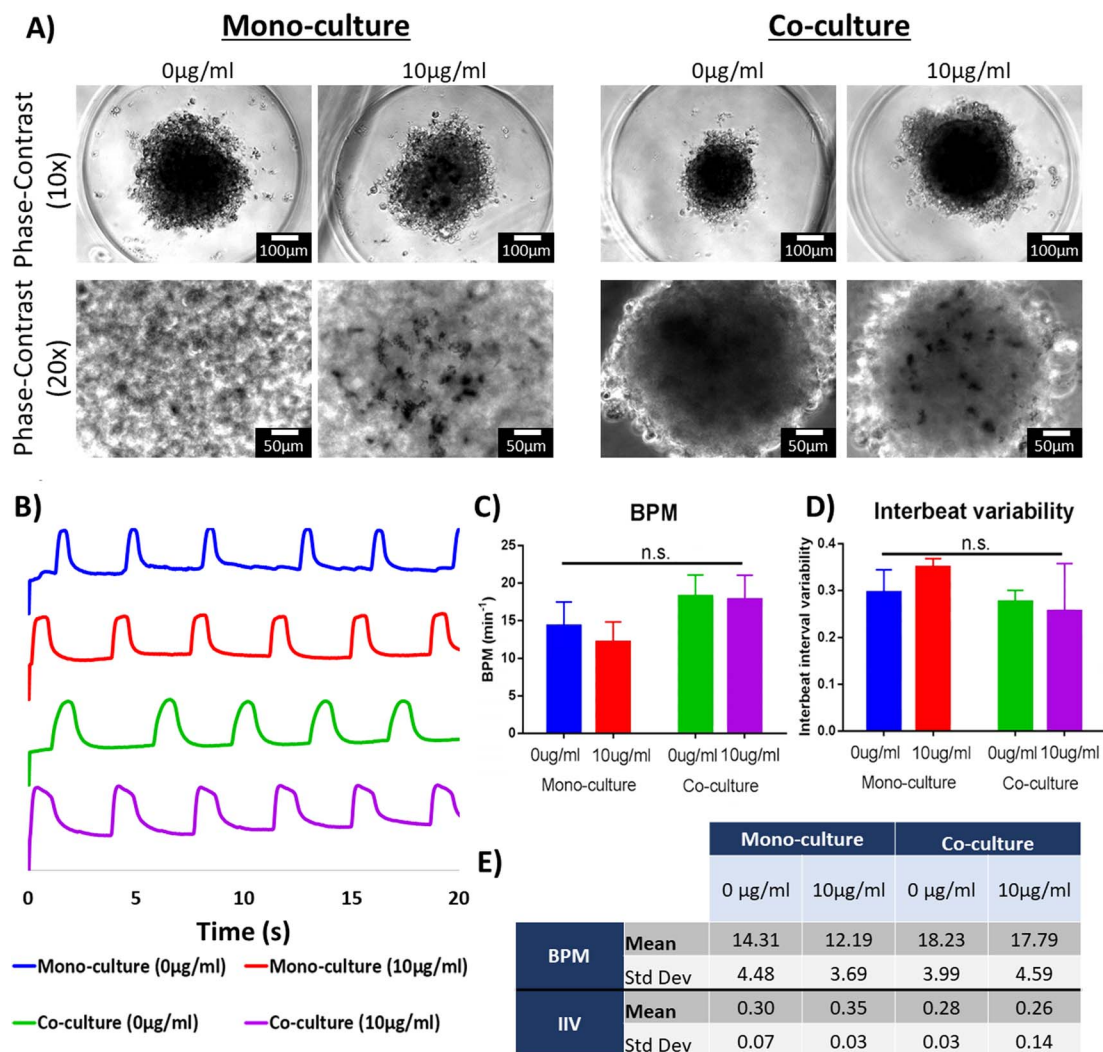 A)
Mono-culture
Co-culture
0µg/ml
10µg/ml
0µg/ml
10µg/ml
Phase-Contrast
(10x)
100µm
100µm
100µm
100µm
Phase-Contrast
(20x)
50µm
50µm
50µm
50µm
B)
0
5
10
15
20
Time (s)
Mono-culture (0µg/ml)
Mono-culture (10µg/ml)
Co-culture (0µg/ml)
Co-culture (10µg/ml)
C)
BPM
n.s.
BPM (min⁻¹)
25
20
15
10
5
0
0ug/ml
10ug/ml
0ug/ml
10ug/ml
Mono-culture
Co-culture
D)
Interbeat variability
n.s.
Interbeat interval variability
0.4
0.3
0.2
0.1
0.0
0ug/ml
10ug/ml
0ug/ml
10ug/ml
Mono-culture
Co-culture
E)
Mono-culture Co-culture
0 µg/ml 10µg/ml 0 µg/ml 10µg/ml
BPM
Mean 14.31 12.19 18.23 17.79
Std Dev 4.48 3.69 3.99 4.59
IIV
Mean 0.30 0.35 0.28 0.26
Std Dev 0.07 0.03 0.03 0.14